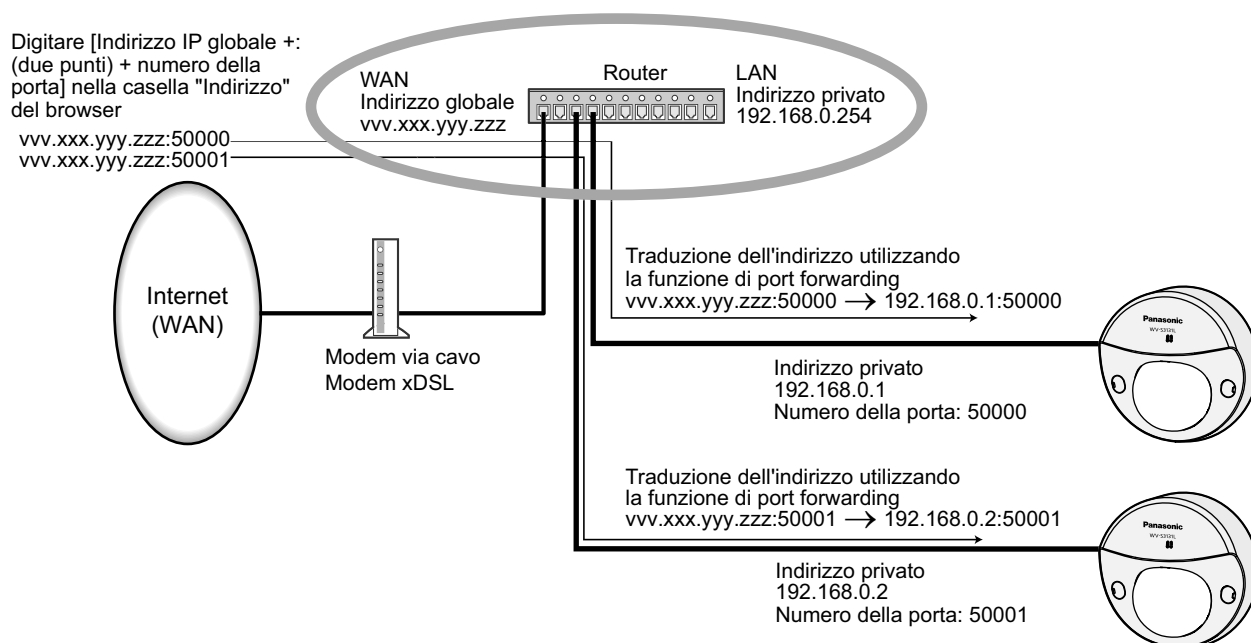 Digitare [Indirizzo IP globale +:
(due punti) + numero della
porta] nella casella "Indirizzo"
del browser
vvv.xxx.yyy.zzz:50000
vvv.xxx.yyy.zzz:50001
WAN
Indirizzo globale
vvv.xxx.yyy.zzz
Router
LAN
Indirizzo privato
192.168.0.254
Internet
(WAN)
Modem via cavo
Modem xDSL
Traduzione dell'indirizzo utilizzando
la funzione di port forwarding
vvv.xxx.yyy.zzz:50000 → 192.168.0.1:50000
Indirizzo privato
192.168.0.1
Numero della porta: 50000
Panasonic
WV-S3131L
Traduzione dell'indirizzo utilizzando
la funzione di port forwarding
vvv.xxx.yyy.zzz:50001 → 192.168.0.2:50001
Indirizzo privato
192.168.0.2
Numero della porta: 50001
Panasonic
WV-S3131L